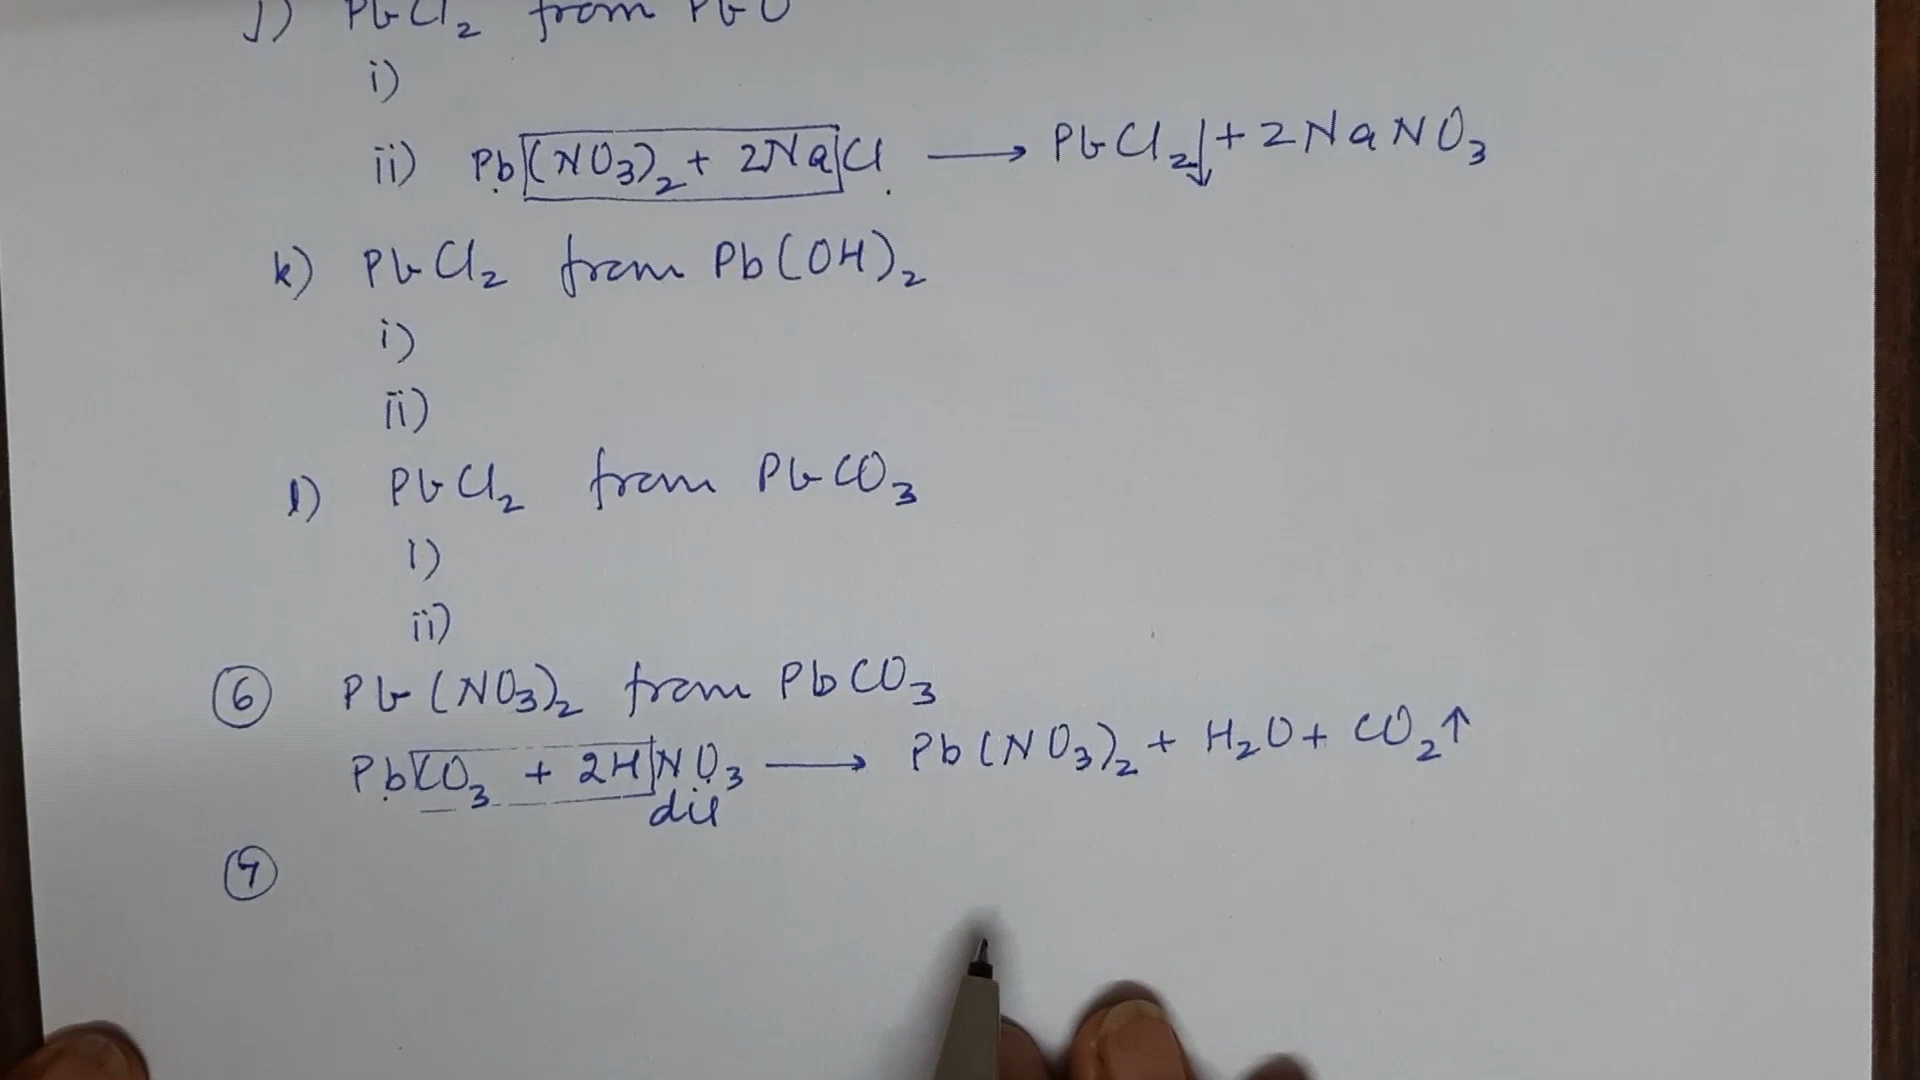 j) PbCl₂ from PbO
i)
ii) Pb(NO₃)₂ + 2NaCl ⟶ PbCl₂↓ + 2NaNO₃
k) PbCl₂ from Pb(OH)₂
i)
ii)
l) PbCl₂ from PbCO₃
i)
ii)
⑥ Pb(NO₃)₂ from PbCO₃
PbCO₃ + 2HNO₃ ⟶ Pb(NO₃)₂ + H₂O + CO₂↑
dil
⑦